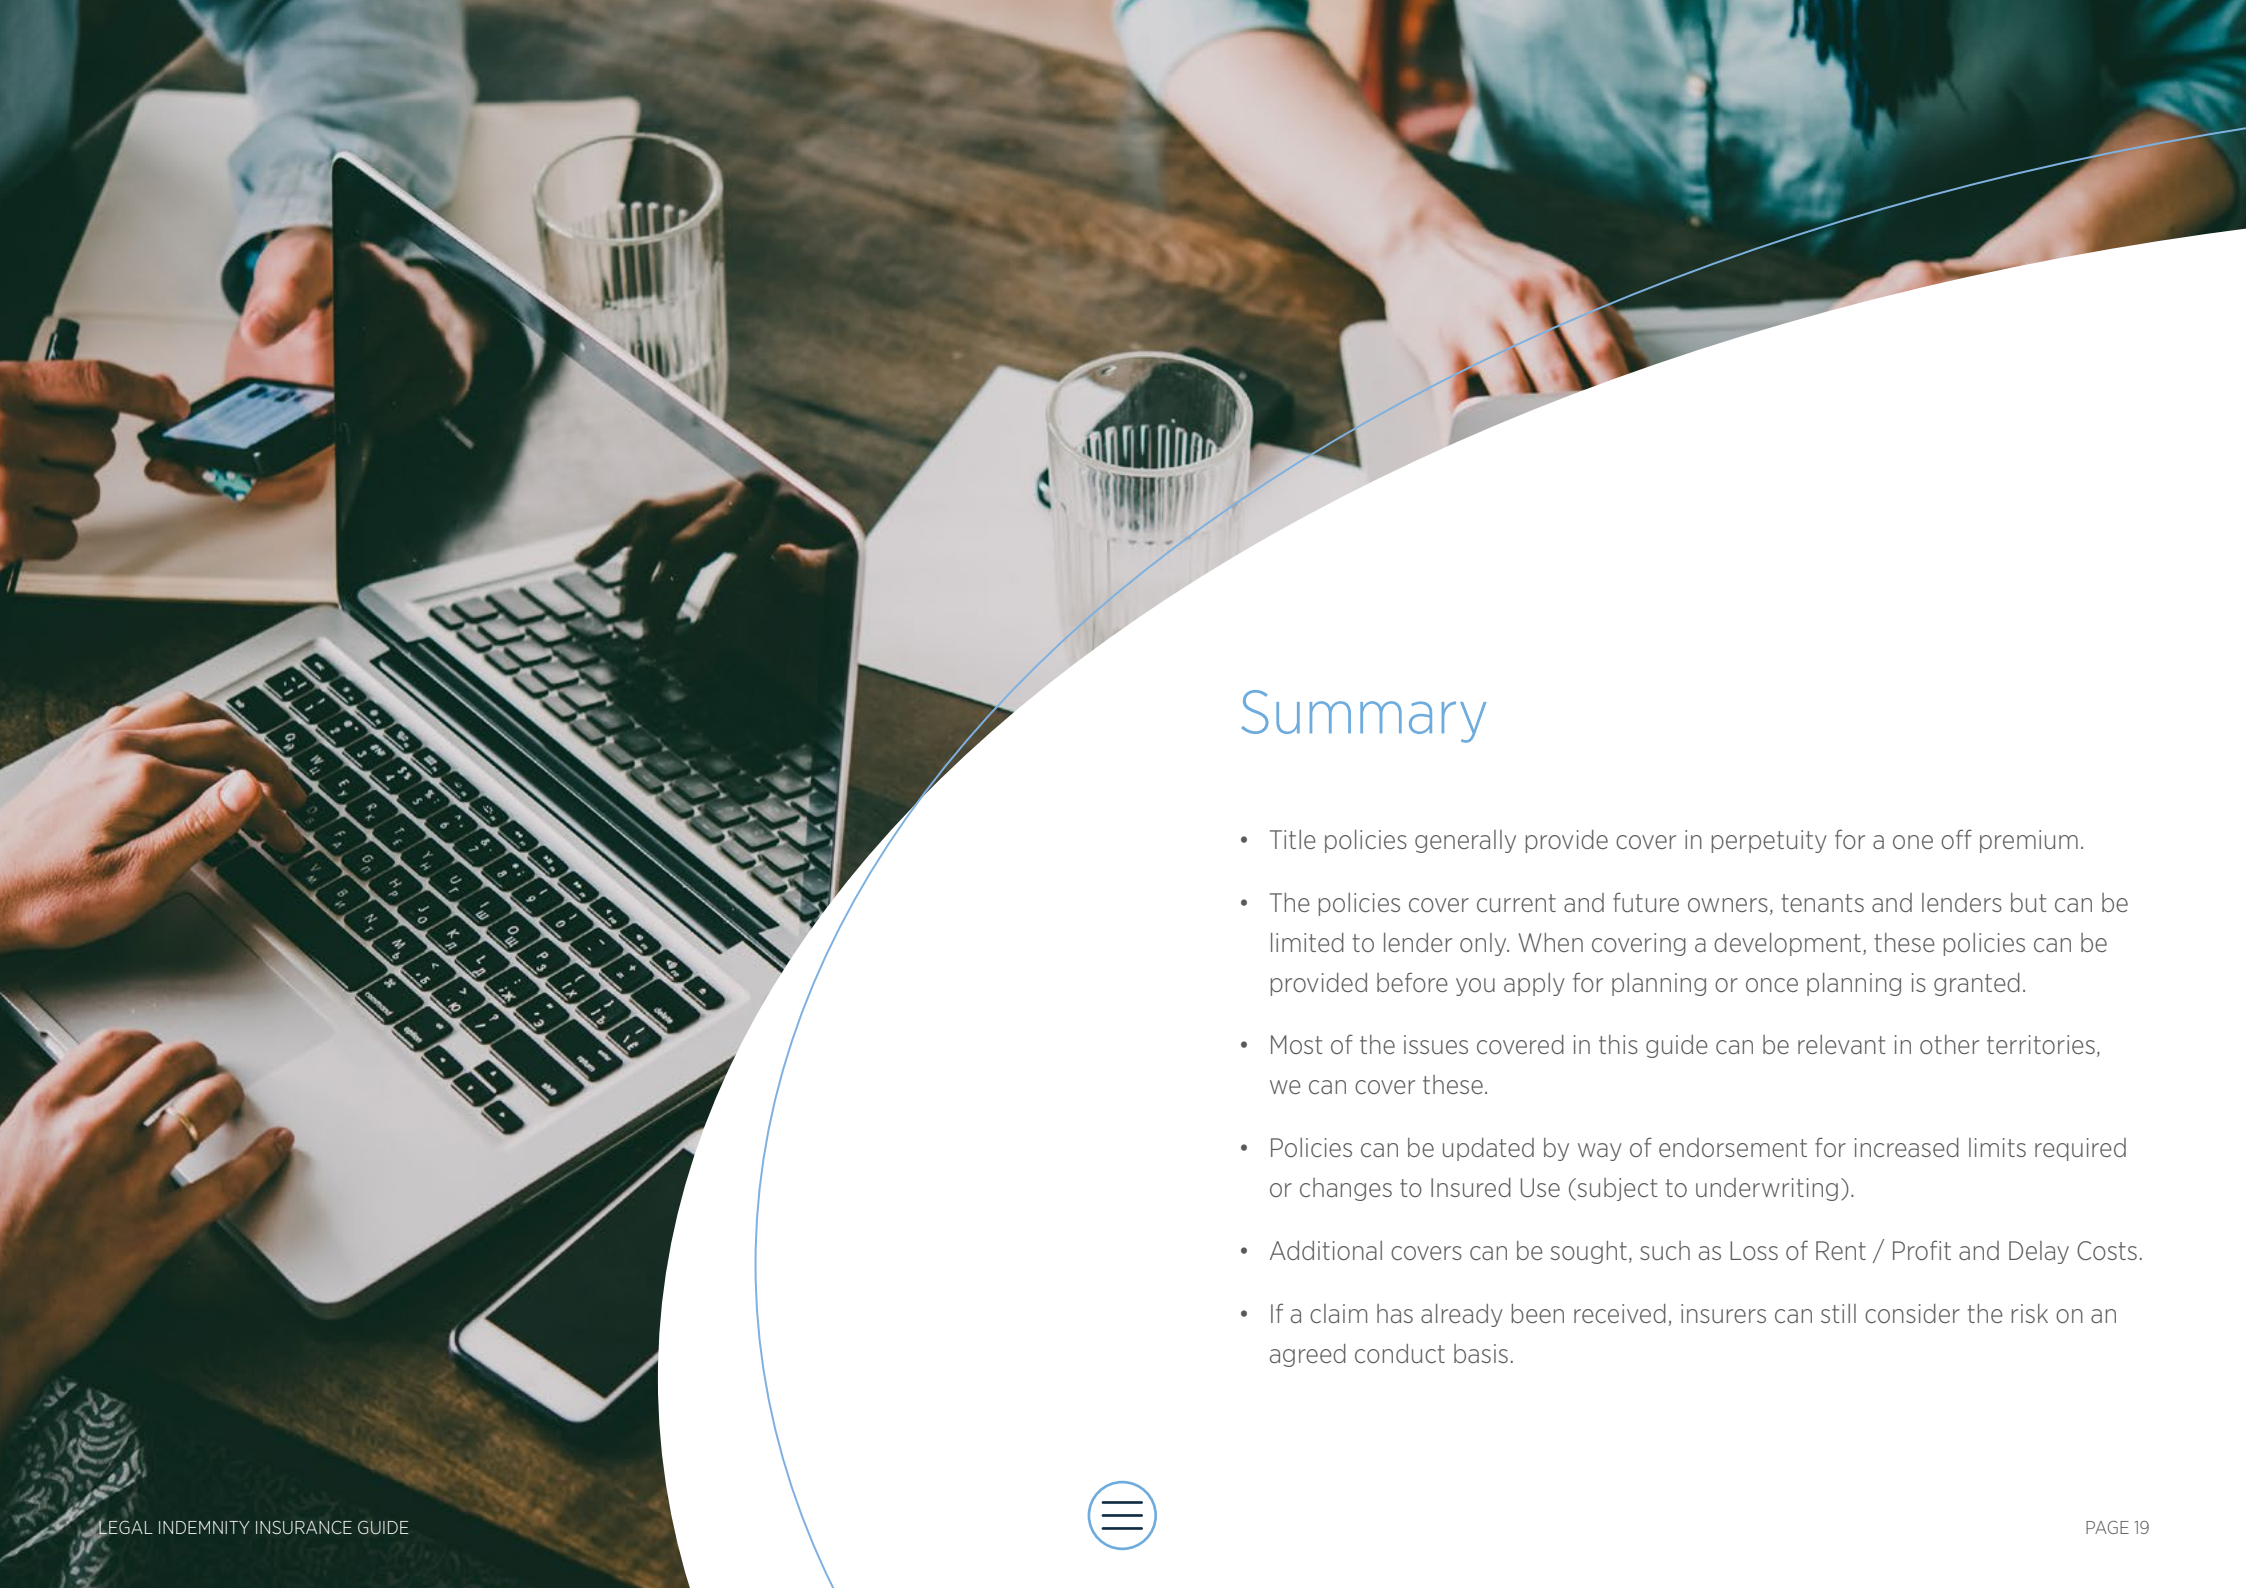 Summary
• Title policies generally provide cover in perpetuity for a one off premium.
• The policies cover current and future owners, tenants and lenders but can be
limited to lender only. When covering a development, these policies can be
provided before you apply for planning or once planning is granted.
• Most of the issues covered in this guide can be relevant in other territories,
we can cover these.
• Policies can be updated by way of endorsement for increased limits required
or changes to Insured Use (subject to underwriting).
• Additional covers can be sought, such as Loss of Rent / Profit and Delay Costs.
• If a claim has already been received, insurers can still consider the risk on an
agreed conduct basis.
LEGAL INDEMNITY INSURANCE GUIDE
PAGE 19